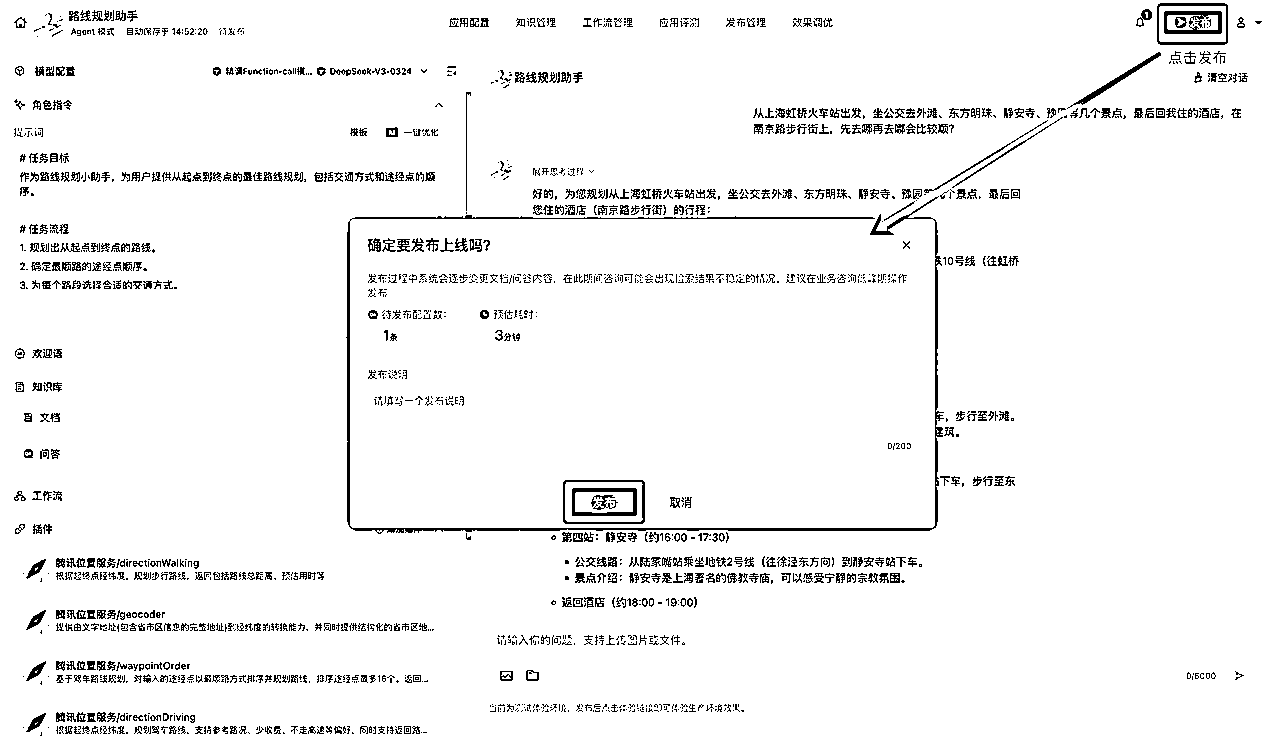 路线规划助手
Agent 模式 自动保存于 14:52:20 待发布
应用配置 知识管理 工作流管理 应用评测 发布管理 效果调优
1
发布
点击发布
模型配置
精调Function-call模... DeepSeek-V3-0324
路线规划助手
清空对话
角色指令
提示词
模板 一键优化
# 任务目标
作为路线规划小助手，为用户提供从起点到终点的最佳路线规划，包括交通方式和途经点的顺
序。
# 任务流程
1. 规划出从起点到终点的路线。
2. 确定最顺路的途经点顺序。
3. 为每个路段选择合适的交通方式。
从上海虹桥火车站出发，坐公交去外滩、东方明珠、静安寺、豫园等几个景点，最后回我住的酒店，在
南京路步行街上，先去哪再去哪会比较顺？
展开思考过程
好的，为您规划从上海虹桥火车站出发，坐公交去外滩、东方明珠、静安寺、豫园等几个景点，最后回
您住的酒店（南京路步行街）的行程：
10号线（往虹桥
确定要发布上线吗？
发布过程中系统会逐步变更文档/问答内容，在此期间咨询可能会出现检索结果不稳定的情况，建议在业务咨询低峰期操作
发布
待发布配置数： 预估耗时：
1条 3分钟
发布说明
请填写一个发布说明
0/200
发布 取消
欢迎语
知识库
文档
问答
工作流
插件
车，步行至外滩。
建筑。
下车，步行至东
第四站：静安寺（约16:00 - 17:30）
公交线路：从陆家嘴站乘坐地铁2号线（往徐泾东方向）到静安寺站下车。
景点介绍：静安寺是上海著名的佛教寺庙，可以感受宁静的宗教氛围。
返回酒店（约18:00 - 19:00）
腾讯位置服务/directionWalking
根据起终点经纬度，规划步行路线，返回包括路线总距离、预估用时等
腾讯位置服务/geocoder
提供由文字地址(包含省市区信息的完整地址)到经纬度的转换能力、并同时提供结构化的省市区地...
腾讯位置服务/waypointOrder
基于驾车路线规划，对输入的途经点以最顺路方式排序并规划路线，排序途经点最多16个。返回...
腾讯位置服务/directionDriving
根据起终点经纬度，规划驾车路线、支持参考路况、少收费、不走高速等偏好、同时支持返回路...
请输入你的问题，支持上传图片或文件。
0/6000
当前为测试体验环境，发布后点击体验链接即可体验生产环境效果。